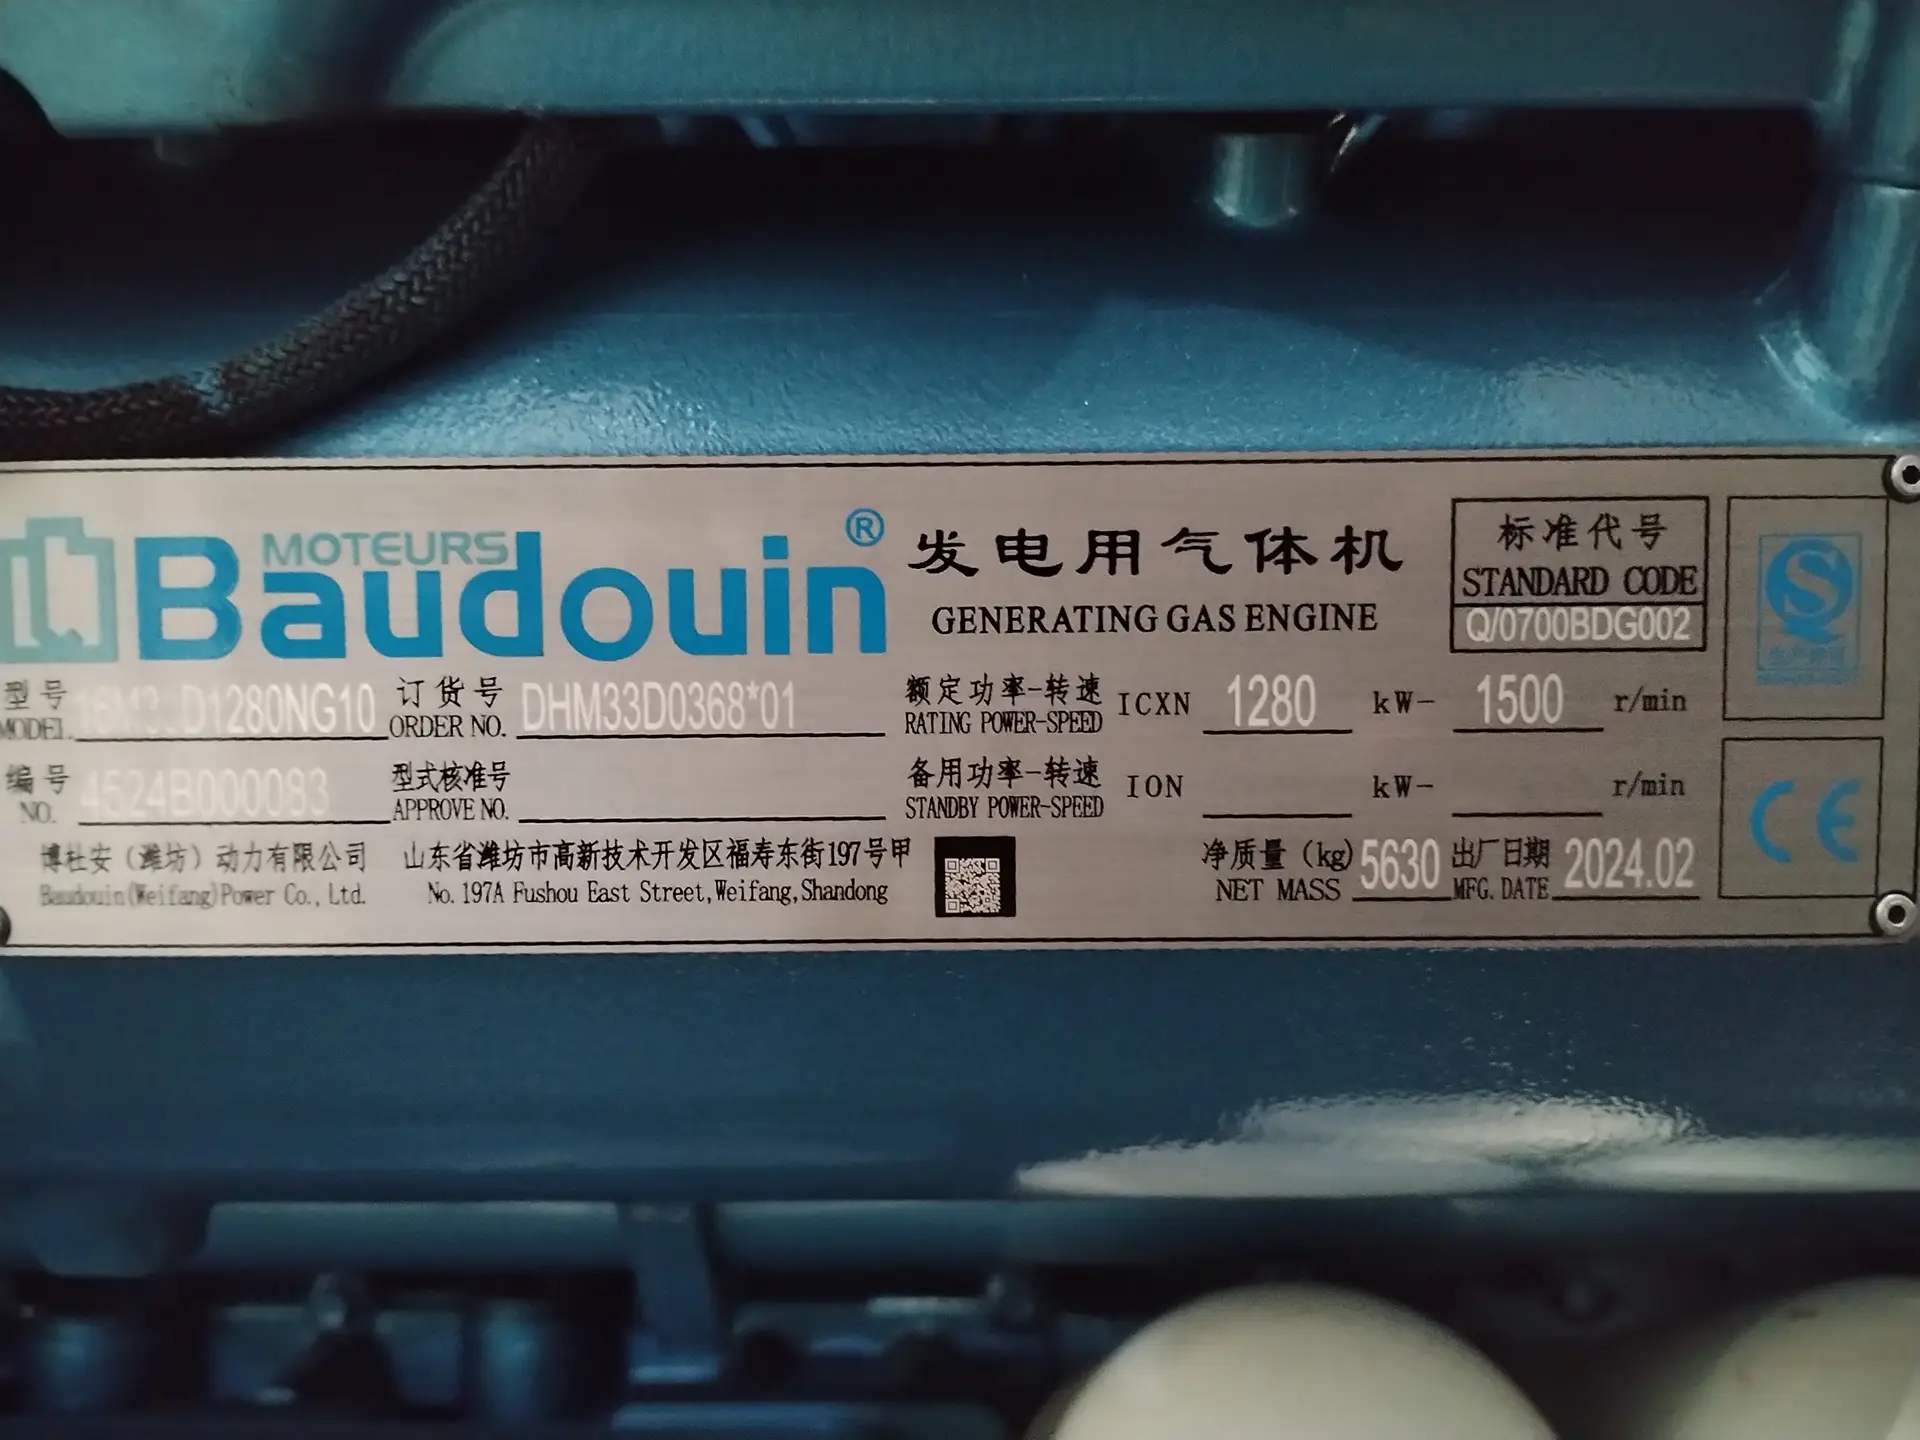 MOTEURS
Baudouin®
发电用气体机
GENERATING GAS ENGINE
标准代号
STANDARD CODE
Q/0700BDG002
型号
MODEL
订货号
ORDER NO. DHM33D0368*01
额定功率-转速
RATING POWER-SPEED ICXN 1280 kW- 1500 r/min
编号
NO. 4524B000083
型式核准号
APPROVE NO.
备用功率-转速
STANDBY POWER-SPEED ION kW- r/min
博杜安（潍坊）动力有限公司
Baudouin(Weifang)Power Co., Ltd.
山东省潍坊市高新技术开发区福寿东街197号甲
No. 197A Fushou East Street, Weifang, Shandong
净质量（kg）
NET MASS 5630
出厂日期
MFG. DATE 2024.02
CE